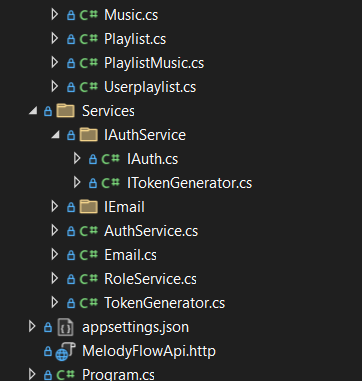 C# Music.cs
C# Playlist.cs
C# PlaylistMusic.cs
C# Userplaylist.cs
Services
IAuthService
C# IAuth.cs
C# ITokenGenerator.cs
IEmail
C# AuthService.cs
C# Email.cs
C# RoleService.cs
C# TokenGenerator.cs
appsettings.json
MelodyFlowApi.http
C# Program.cs